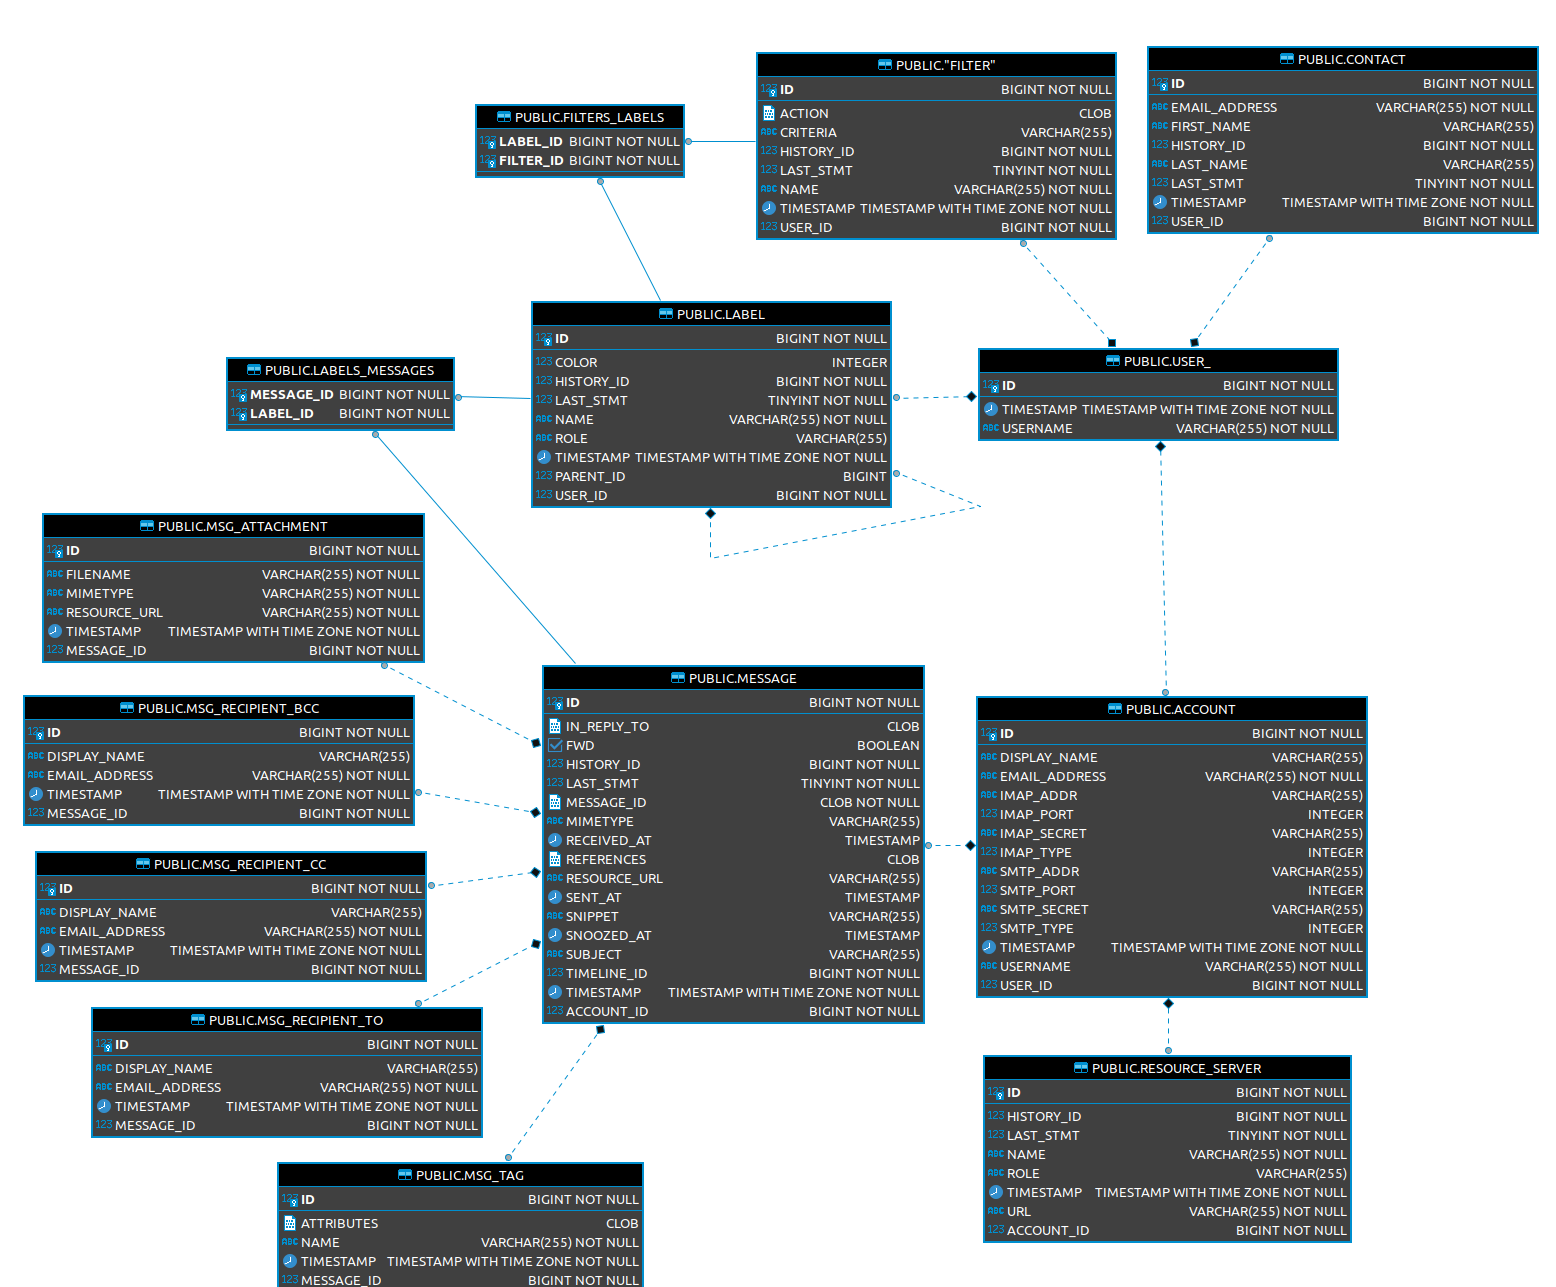 PUBLIC."FILTER"
ID BIGINT NOT NULL
ACTION CLOB
CRITERIA VARCHAR(255)
HISTORY_ID BIGINT NOT NULL
LAST_STMT TINYINT NOT NULL
NAME VARCHAR(255) NOT NULL
TIMESTAMP TIMESTAMP WITH TIME ZONE NOT NULL
USER_ID BIGINT NOT NULL
PUBLIC.CONTACT
ID BIGINT NOT NULL
EMAIL_ADDRESS VARCHAR(255) NOT NULL
FIRST_NAME VARCHAR(255)
HISTORY_ID BIGINT NOT NULL
LAST_NAME VARCHAR(255)
LAST_STMT TINYINT NOT NULL
TIMESTAMP TIMESTAMP WITH TIME ZONE NOT NULL
USER_ID BIGINT NOT NULL
PUBLIC.FILTERS_LABELS
LABEL_ID BIGINT NOT NULL
FILTER_ID BIGINT NOT NULL
PUBLIC.LABEL
ID BIGINT NOT NULL
COLOR INTEGER
HISTORY_ID BIGINT NOT NULL
LAST_STMT TINYINT NOT NULL
NAME VARCHAR(255) NOT NULL
ROLE VARCHAR(255)
TIMESTAMP TIMESTAMP WITH TIME ZONE NOT NULL
PARENT_ID BIGINT
USER_ID BIGINT NOT NULL
PUBLIC.USER_
ID BIGINT NOT NULL
TIMESTAMP TIMESTAMP WITH TIME ZONE NOT NULL
USERNAME VARCHAR(255) NOT NULL
PUBLIC.LABELS_MESSAGES
MESSAGE_ID BIGINT NOT NULL
LABEL_ID BIGINT NOT NULL
PUBLIC.MSG_ATTACHMENT
ID BIGINT NOT NULL
FILENAME VARCHAR(255) NOT NULL
MIMETYPE VARCHAR(255) NOT NULL
RESOURCE_URL VARCHAR(255) NOT NULL
TIMESTAMP TIMESTAMP WITH TIME ZONE NOT NULL
MESSAGE_ID BIGINT NOT NULL
PUBLIC.MSG_RECIPIENT_BCC
ID BIGINT NOT NULL
DISPLAY_NAME VARCHAR(255)
EMAIL_ADDRESS VARCHAR(255) NOT NULL
TIMESTAMP TIMESTAMP WITH TIME ZONE NOT NULL
MESSAGE_ID BIGINT NOT NULL
PUBLIC.MSG_RECIPIENT_CC
ID BIGINT NOT NULL
DISPLAY_NAME VARCHAR(255)
EMAIL_ADDRESS VARCHAR(255) NOT NULL
TIMESTAMP TIMESTAMP WITH TIME ZONE NOT NULL
MESSAGE_ID BIGINT NOT NULL
PUBLIC.MSG_RECIPIENT_TO
ID BIGINT NOT NULL
DISPLAY_NAME VARCHAR(255)
EMAIL_ADDRESS VARCHAR(255) NOT NULL
TIMESTAMP TIMESTAMP WITH TIME ZONE NOT NULL
MESSAGE_ID BIGINT NOT NULL
PUBLIC.MSG_TAG
ID BIGINT NOT NULL
ATTRIBUTES CLOB
NAME VARCHAR(255) NOT NULL
TIMESTAMP TIMESTAMP WITH TIME ZONE NOT NULL
MESSAGE_ID BIGINT NOT NULL
PUBLIC.MESSAGE
ID BIGINT NOT NULL
IN_REPLY_TO CLOB
FWD BOOLEAN
HISTORY_ID BIGINT NOT NULL
LAST_STMT TINYINT NOT NULL
MESSAGE_ID CLOB NOT NULL
MIMETYPE VARCHAR(255)
RECEIVED_AT TIMESTAMP
REFERENCES CLOB
RESOURCE_URL VARCHAR(255)
SENT_AT TIMESTAMP
SNIPPET VARCHAR(255)
SNOOZED_AT TIMESTAMP
SUBJECT VARCHAR(255)
TIMELINE_ID BIGINT NOT NULL
TIMESTAMP TIMESTAMP WITH TIME ZONE NOT NULL
ACCOUNT_ID BIGINT NOT NULL
PUBLIC.ACCOUNT
ID BIGINT NOT NULL
DISPLAY_NAME VARCHAR(255)
EMAIL_ADDRESS VARCHAR(255) NOT NULL
IMAP_ADDR VARCHAR(255)
IMAP_PORT INTEGER
IMAP_SECRET VARCHAR(255)
IMAP_TYPE INTEGER
SMTP_ADDR VARCHAR(255)
SMTP_PORT INTEGER
SMTP_SECRET VARCHAR(255)
SMTP_TYPE INTEGER
TIMESTAMP TIMESTAMP WITH TIME ZONE NOT NULL
USERNAME VARCHAR(255) NOT NULL
USER_ID BIGINT NOT NULL
PUBLIC.RESOURCE_SERVER
ID BIGINT NOT NULL
HISTORY_ID BIGINT NOT NULL
LAST_STMT TINYINT NOT NULL
NAME VARCHAR(255) NOT NULL
ROLE VARCHAR(255)
TIMESTAMP TIMESTAMP WITH TIME ZONE NOT NULL
URL VARCHAR(255) NOT NULL
ACCOUNT_ID BIGINT NOT NULL